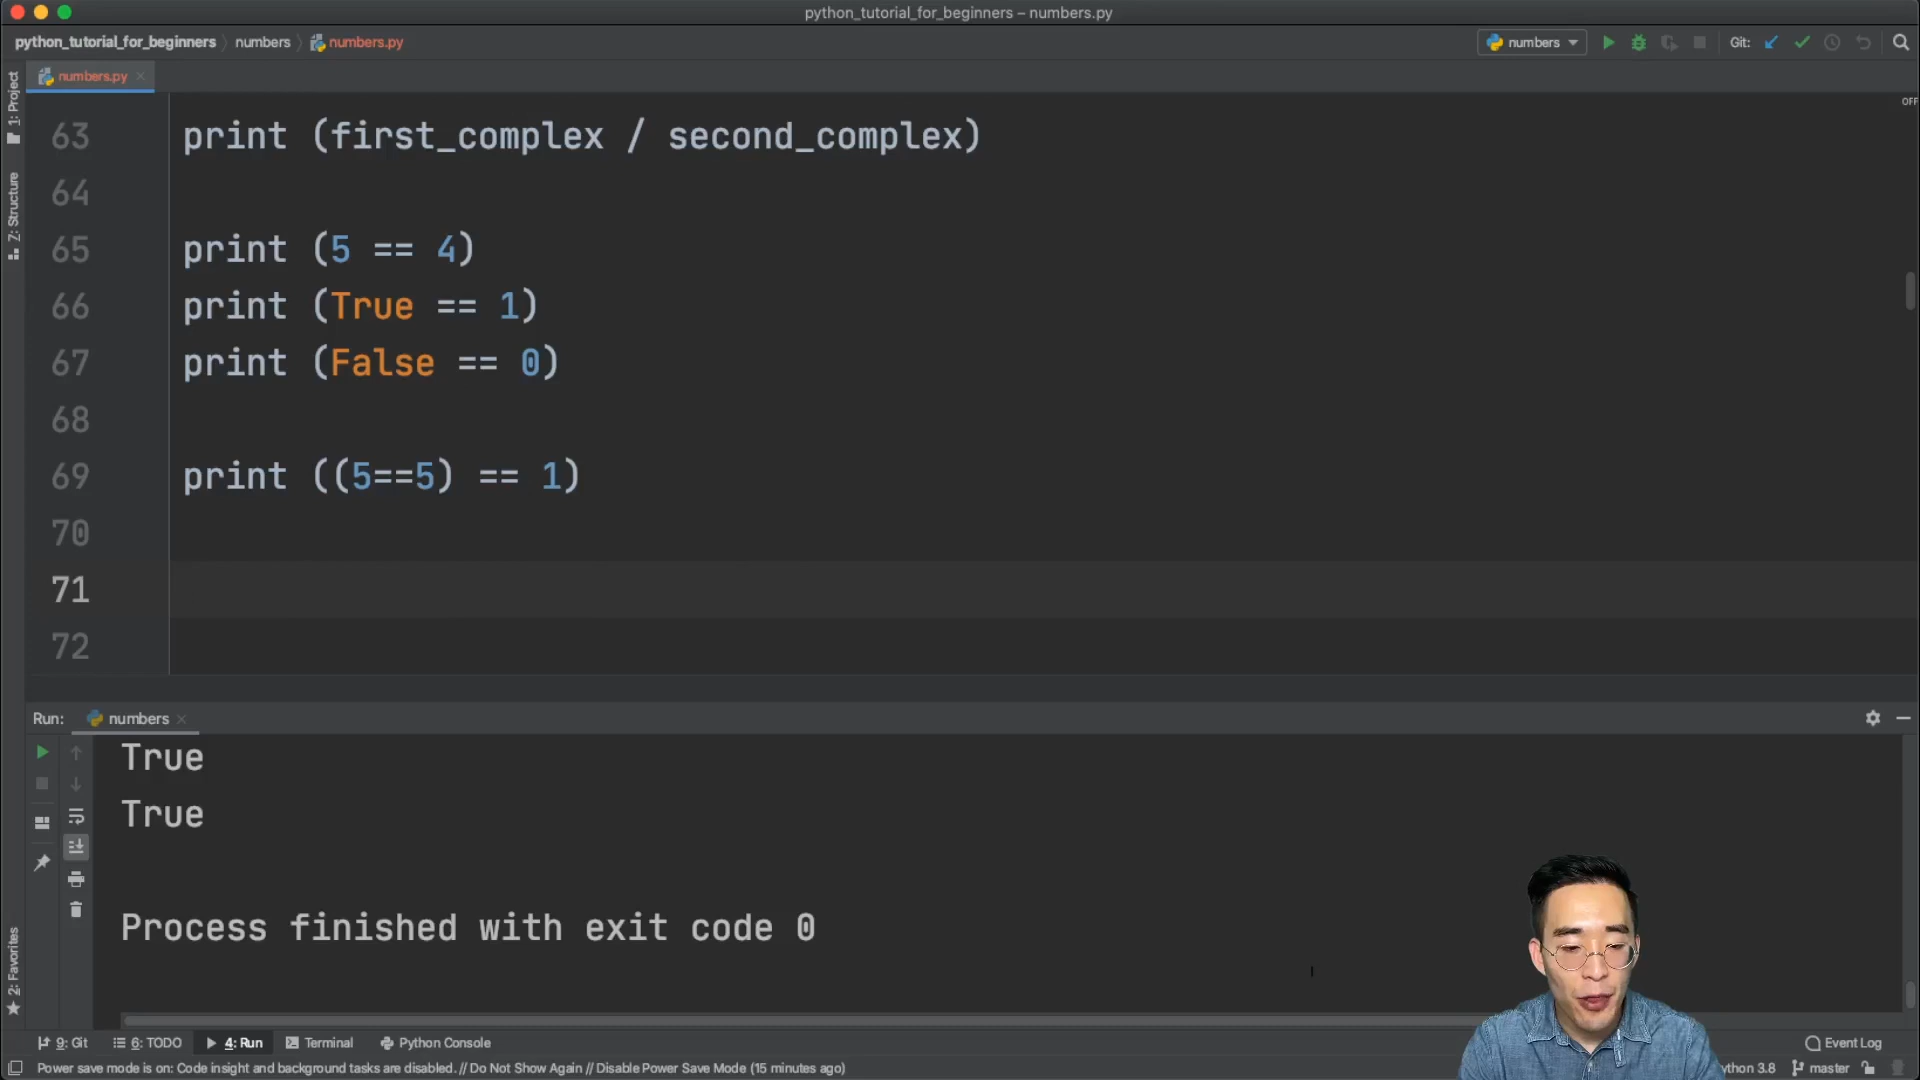 python_tutorial_for_beginners – numbers.py
python_tutorial_for_beginners numbers numbers.py
numbers Git:
numbers.py
1: Project
Z: Structure
OFF
63 print (first_complex / second_complex)
64
65 print (5 == 4)
66 print (True == 1)
67 print (False == 0)
68
69 print ((5==5) == 1)
70
71
72
Run: numbers
True
True
Process finished with exit code 0
2: Favorites
9: Git 6: TODO 4: Run Terminal Python Console Event Log
Power save mode is on: Code insight and background tasks are disabled. // Do Not Show Again // Disable Power Save Mode (15 minutes ago) ython 3.8 master